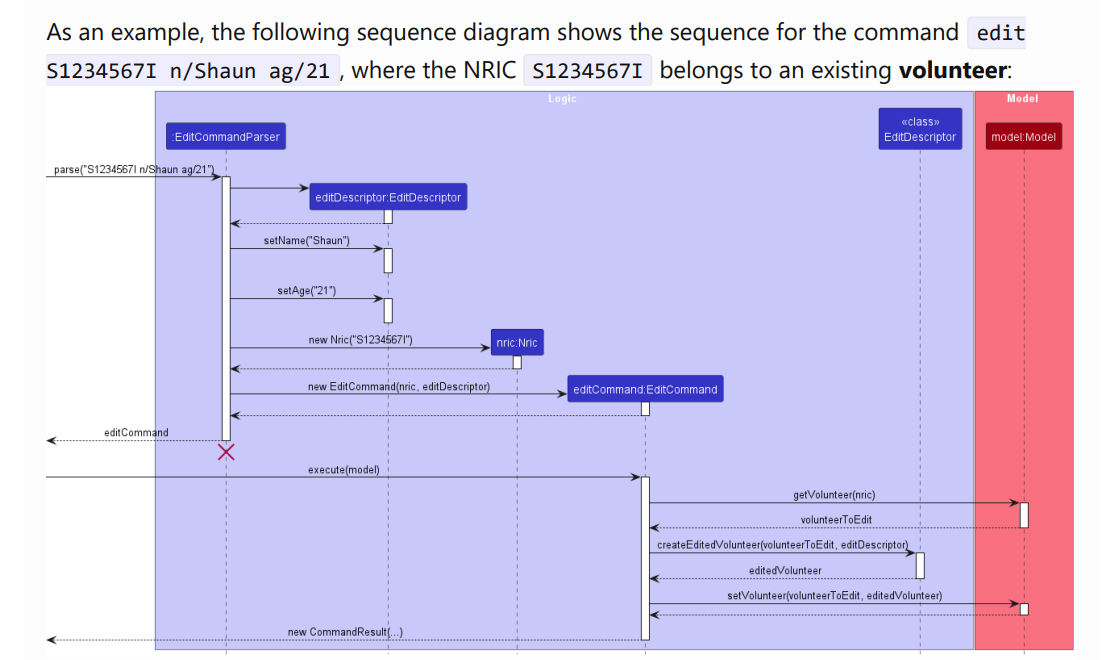 As an example, the following sequence diagram shows the sequence for the command edit
S1234567I n/Shaun ag/21 , where the NRIC S1234567I belongs to an existing volunteer:
Logic
Model
:EditCommandParser
«class»
EditDescriptor
model:Model
parse("S1234567I n/Shaun ag/21")
editDescriptor:EditDescriptor
setName("Shaun")
setAge("21")
new Nric("S1234567I")
nric:Nric
new EditCommand(nric, editDescriptor)
editCommand:EditCommand
editCommand
execute(model)
getVolunteer(nric)
volunteerToEdit
createEditedVolunteer(volunteerToEdit, editDescriptor)
editedVolunteer
setVolunteer(volunteerToEdit, editedVolunteer)
new CommandResult(...)